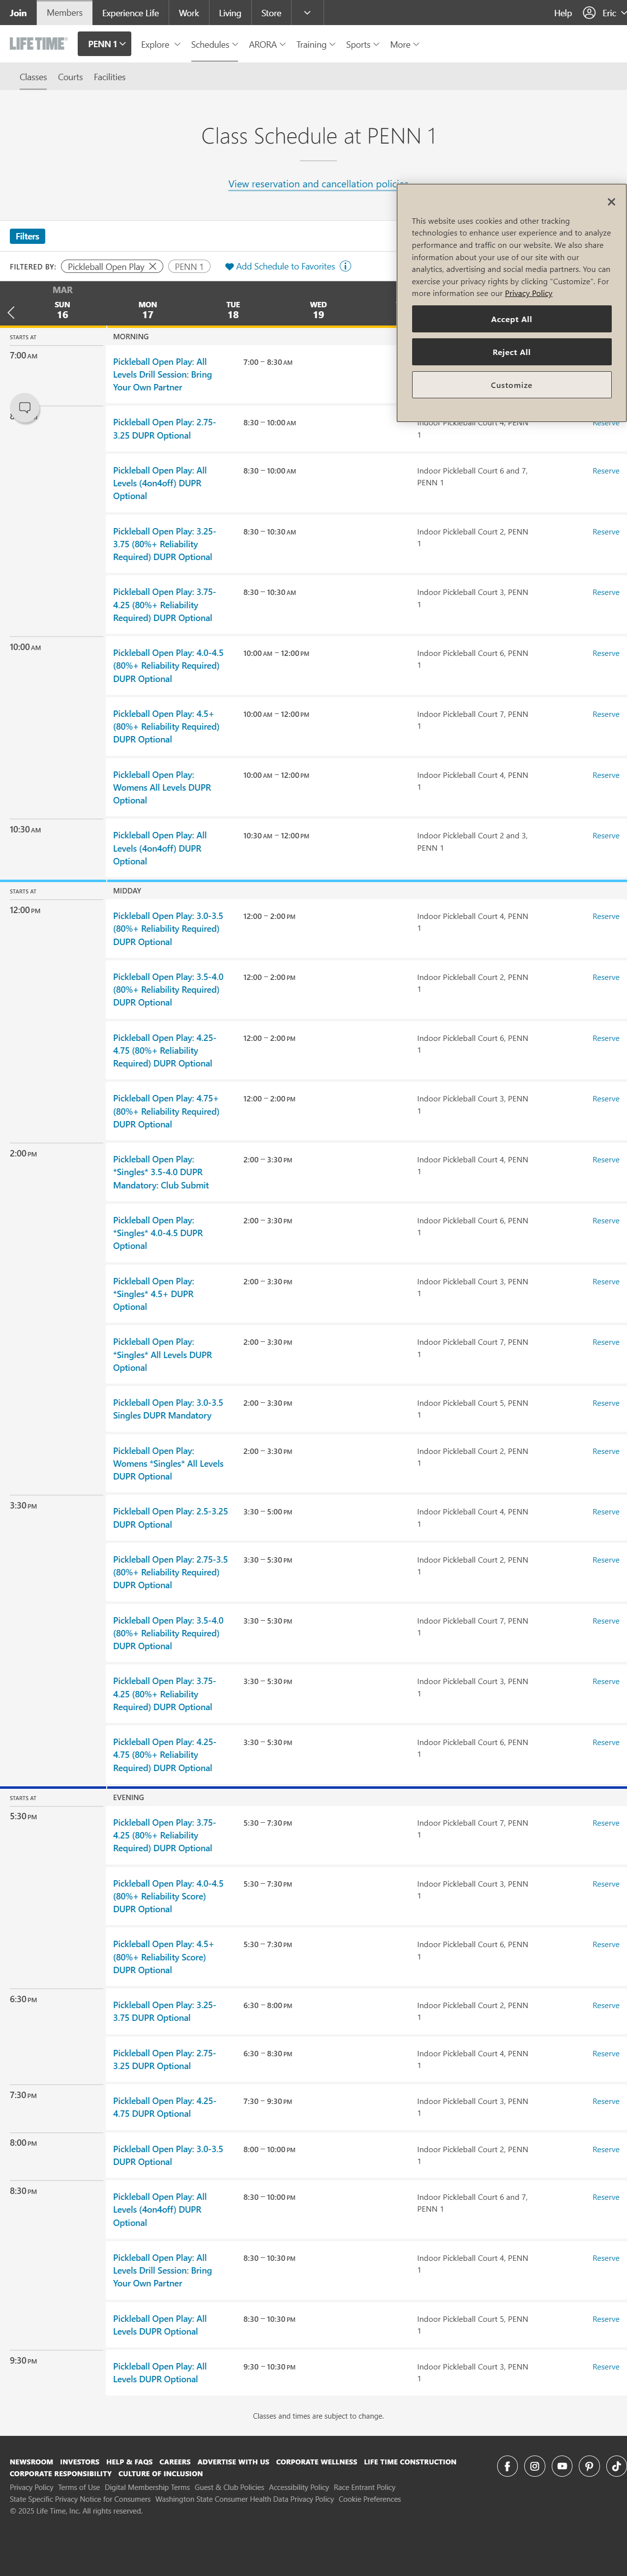 Join Members Experience Life Work Living Store Help Eric
LIFE TIME PENN 1 Explore Schedules ARORA Training Sports More
Classes Courts Facilities
Class Schedule at PENN 1
View reservation and cancellation policies
Filters
FILTERED BY: Pickleball Open Play PENN 1 Add Schedule to Favorites
This website uses cookies and other tracking
technologies to enhance user experience and to analyze
performance and traffic on our website. We also share
information about your use of our site with our
analytics, advertising and social media partners. You can
exercise your privacy rights by clicking "Customize". For
more information see our Privacy Policy
Accept All
Reject All
Customize
MAR
SUN MON TUE WED
16 17 18 19
STARTS AT MORNING
7:00 AM
Pickleball Open Play: All 7:00 – 8:30 AM
Levels Drill Session: Bring
Your Own Partner
Pickleball Open Play: 2.75- 8:30 – 10:00 AM Indoor Pickleball Court 4, PENN Reserve
3.25 DUPR Optional 1
Pickleball Open Play: All 8:30 – 10:00 AM Indoor Pickleball Court 6 and 7, Reserve
Levels (4on4off) DUPR PENN 1
Optional
Pickleball Open Play: 3.25- 8:30 – 10:30 AM Indoor Pickleball Court 2, PENN Reserve
3.75 (80%+ Reliability 1
Required) DUPR Optional
Pickleball Open Play: 3.75- 8:30 – 10:30 AM Indoor Pickleball Court 3, PENN Reserve
4.25 (80%+ Reliability 1
Required) DUPR Optional
10:00 AM
Pickleball Open Play: 4.0-4.5 10:00 AM – 12:00 PM Indoor Pickleball Court 6, PENN Reserve
(80%+ Reliability Required) 1
DUPR Optional
Pickleball Open Play: 4.5+ 10:00 AM – 12:00 PM Indoor Pickleball Court 7, PENN Reserve
(80%+ Reliability Required) 1
DUPR Optional
Pickleball Open Play: 10:00 AM – 12:00 PM Indoor Pickleball Court 4, PENN Reserve
Womens All Levels DUPR 1
Optional
10:30 AM
Pickleball Open Play: All 10:30 AM – 12:00 PM Indoor Pickleball Court 2 and 3, Reserve
Levels (4on4off) DUPR PENN 1
Optional
STARTS AT MIDDAY
12:00 PM
Pickleball Open Play: 3.0-3.5 12:00 – 2:00 PM Indoor Pickleball Court 4, PENN Reserve
(80%+ Reliability Required) 1
DUPR Optional
Pickleball Open Play: 3.5-4.0 12:00 – 2:00 PM Indoor Pickleball Court 2, PENN Reserve
(80%+ Reliability Required) 1
DUPR Optional
Pickleball Open Play: 4.25- 12:00 – 2:00 PM Indoor Pickleball Court 6, PENN Reserve
4.75 (80%+ Reliability 1
Required) DUPR Optional
Pickleball Open Play: 4.75+ 12:00 – 2:00 PM Indoor Pickleball Court 3, PENN Reserve
(80%+ Reliability Required) 1
DUPR Optional
2:00 PM
Pickleball Open Play: 2:00 – 3:30 PM Indoor Pickleball Court 4, PENN Reserve
*Singles* 3.5-4.0 DUPR 1
Mandatory: Club Submit
Pickleball Open Play: 2:00 – 3:30 PM Indoor Pickleball Court 6, PENN Reserve
*Singles* 4.0-4.5 DUPR 1
Optional
Pickleball Open Play: 2:00 – 3:30 PM Indoor Pickleball Court 3, PENN Reserve
*Singles* 4.5+ DUPR 1
Optional
Pickleball Open Play: 2:00 – 3:30 PM Indoor Pickleball Court 7, PENN Reserve
*Singles* All Levels DUPR 1
Optional
Pickleball Open Play: 3.0-3.5 2:00 – 3:30 PM Indoor Pickleball Court 5, PENN Reserve
Singles DUPR Mandatory 1
Pickleball Open Play: 2:00 – 3:30 PM Indoor Pickleball Court 2, PENN Reserve
Womens *Singles* All Levels 1
DUPR Optional
3:30 PM
Pickleball Open Play: 2.5-3.25 3:30 – 5:00 PM Indoor Pickleball Court 4, PENN Reserve
DUPR Optional 1
Pickleball Open Play: 2.75-3.5 3:30 – 5:30 PM Indoor Pickleball Court 2, PENN Reserve
(80%+ Reliability Required) 1
DUPR Optional
Pickleball Open Play: 3.5-4.0 3:30 – 5:30 PM Indoor Pickleball Court 7, PENN Reserve
(80%+ Reliability Required) 1
DUPR Optional
Pickleball Open Play: 3.75- 3:30 – 5:30 PM Indoor Pickleball Court 3, PENN Reserve
4.25 (80%+ Reliability 1
Required) DUPR Optional
Pickleball Open Play: 4.25- 3:30 – 5:30 PM Indoor Pickleball Court 6, PENN Reserve
4.75 (80%+ Reliability 1
Required) DUPR Optional
STARTS AT EVENING
5:30 PM
Pickleball Open Play: 3.75- 5:30 – 7:30 PM Indoor Pickleball Court 7, PENN Reserve
4.25 (80%+ Reliability 1
Required) DUPR Optional
Pickleball Open Play: 4.0-4.5 5:30 – 7:30 PM Indoor Pickleball Court 3, PENN Reserve
(80%+ Reliability Score) 1
DUPR Optional
Pickleball Open Play: 4.5+ 5:30 – 7:30 PM Indoor Pickleball Court 6, PENN Reserve
(80%+ Reliability Score) 1
DUPR Optional
6:30 PM
Pickleball Open Play: 3.25- 6:30 – 8:00 PM Indoor Pickleball Court 2, PENN Reserve
3.75 DUPR Optional 1
Pickleball Open Play: 2.75- 6:30 – 8:30 PM Indoor Pickleball Court 4, PENN Reserve
3.25 DUPR Optional 1
7:30 PM
Pickleball Open Play: 4.25- 7:30 – 9:30 PM Indoor Pickleball Court 3, PENN Reserve
4.75 DUPR Optional 1
8:00 PM
Pickleball Open Play: 3.0-3.5 8:00 – 10:00 PM Indoor Pickleball Court 2, PENN Reserve
DUPR Optional 1
8:30 PM
Pickleball Open Play: All 8:30 – 10:00 PM Indoor Pickleball Court 6 and 7, Reserve
Levels (4on4off) DUPR PENN 1
Optional
Pickleball Open Play: All 8:30 – 10:30 PM Indoor Pickleball Court 4, PENN Reserve
Levels Drill Session: Bring 1
Your Own Partner
Pickleball Open Play: All 8:30 – 10:30 PM Indoor Pickleball Court 5, PENN Reserve
Levels DUPR Optional 1
9:30 PM
Pickleball Open Play: All 9:30 – 10:30 PM Indoor Pickleball Court 3, PENN Reserve
Levels DUPR Optional 1
Classes and times are subject to change.
NEWSROOM INVESTORS HELP & FAQS CAREERS ADVERTISE WITH US CORPORATE WELLNESS LIFE TIME CONSTRUCTION
CORPORATE RESPONSIBILITY CULTURE OF INCLUSION
Privacy Policy Terms of Use Digital Membership Terms Guest & Club Policies Accessibility Policy Race Entrant Policy
State Specific Privacy Notice for Consumers Washington State Consumer Health Data Privacy Policy Cookie Preferences
© 2025 Life Time, Inc. All rights reserved.